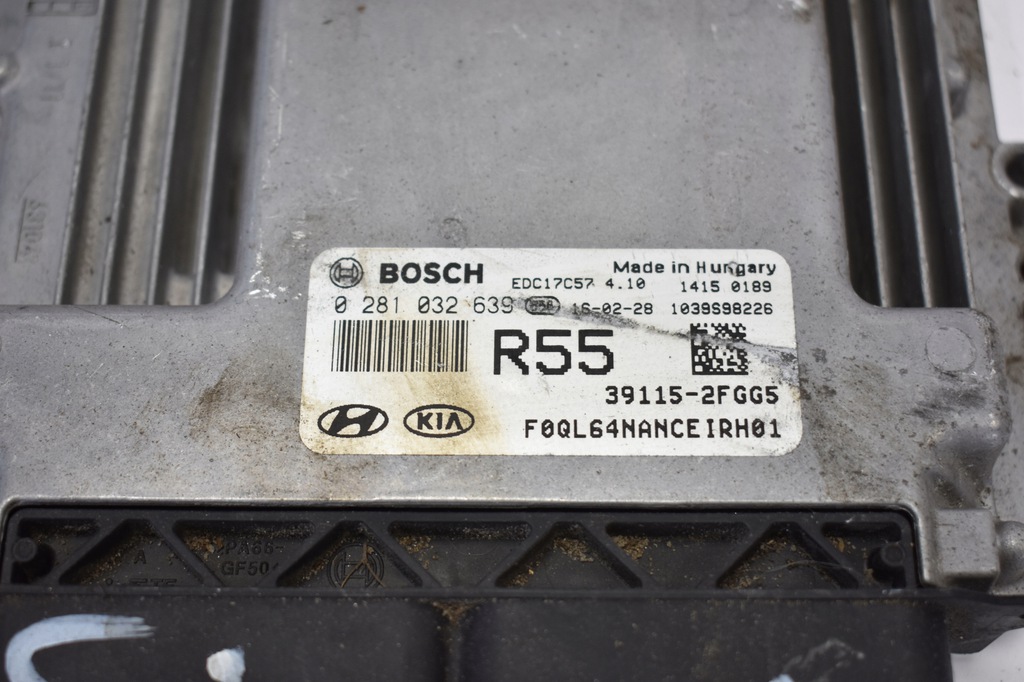 BOSCH
Made in Hungary
EDC17C57 4.10 1415 0189
0 281 032 639 16-02-28 1039S98226
R55
39115-2FGG5
KIA
F0QL64NANCEIRH01
A
GF50